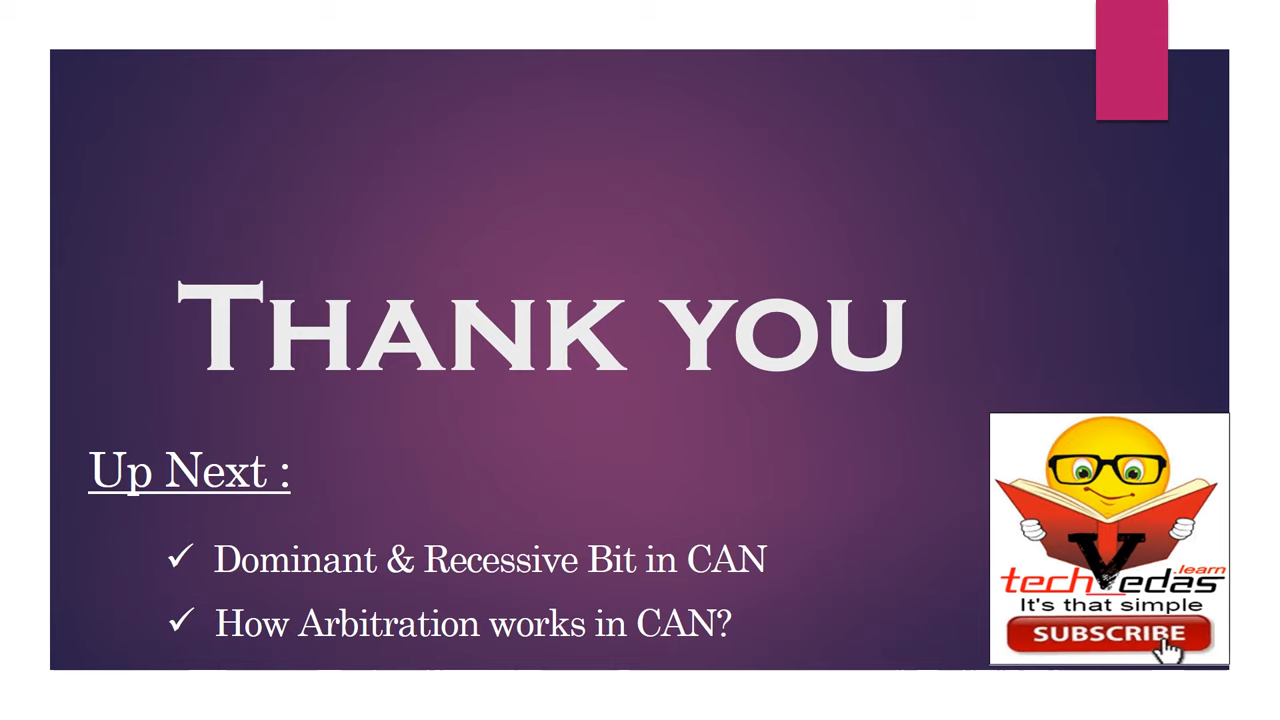 Thank you
Up Next :
✓ Dominant & Recessive Bit in CAN
✓ How Arbitration works in CAN?
V
.learn
tech_edas
It's that simple
SUBSCRIBE